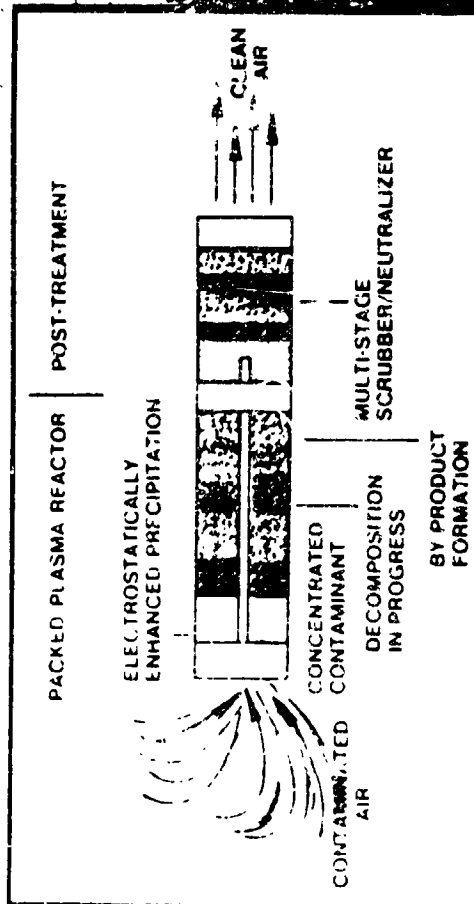 PACKED PLASMA REACTOR
POST-TREATMENT
ELECTROSTATICALLY
ENHANCED PRECIPITATION
CLEAN
AIR
CONTAMINATED
AIR
CONCENTRATED
CONTAMINANT
DECOMPOSITION
IN PROGRESS
BY PRODUCT
FORMATION
MULTI-STAGE
SCRUBBER/NEUTRALIZER